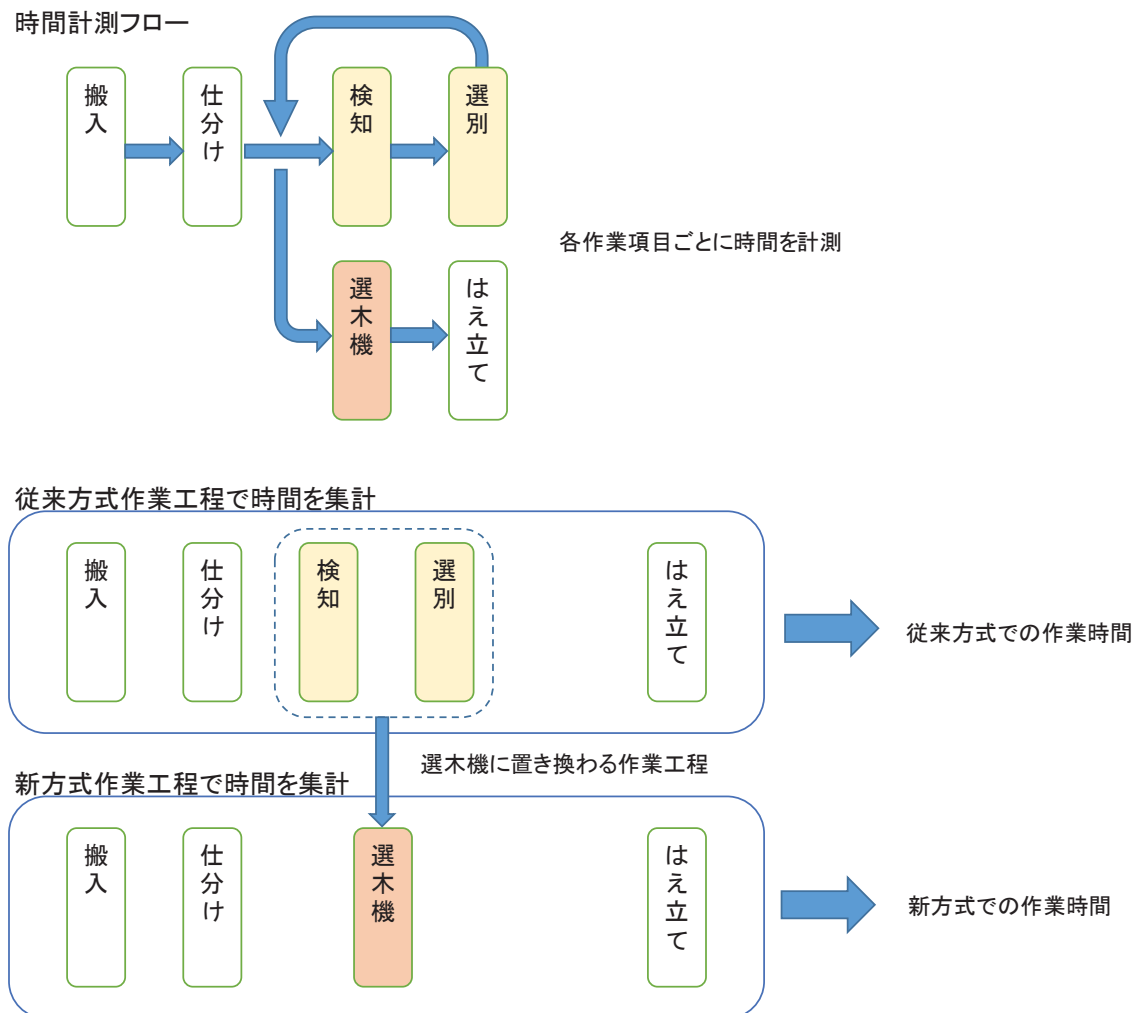 時間計測フロー
搬入
仕分け
検知
選別
各作業項目ごとに時間を計測
選木機
はえ立て
従来方式作業工程で時間を集計
搬入
仕分け
検知
選別
はえ立て
従来方式での作業時間
選木機に置き換わる作業工程
新方式作業工程で時間を集計
搬入
仕分け
選木機
はえ立て
新方式での作業時間